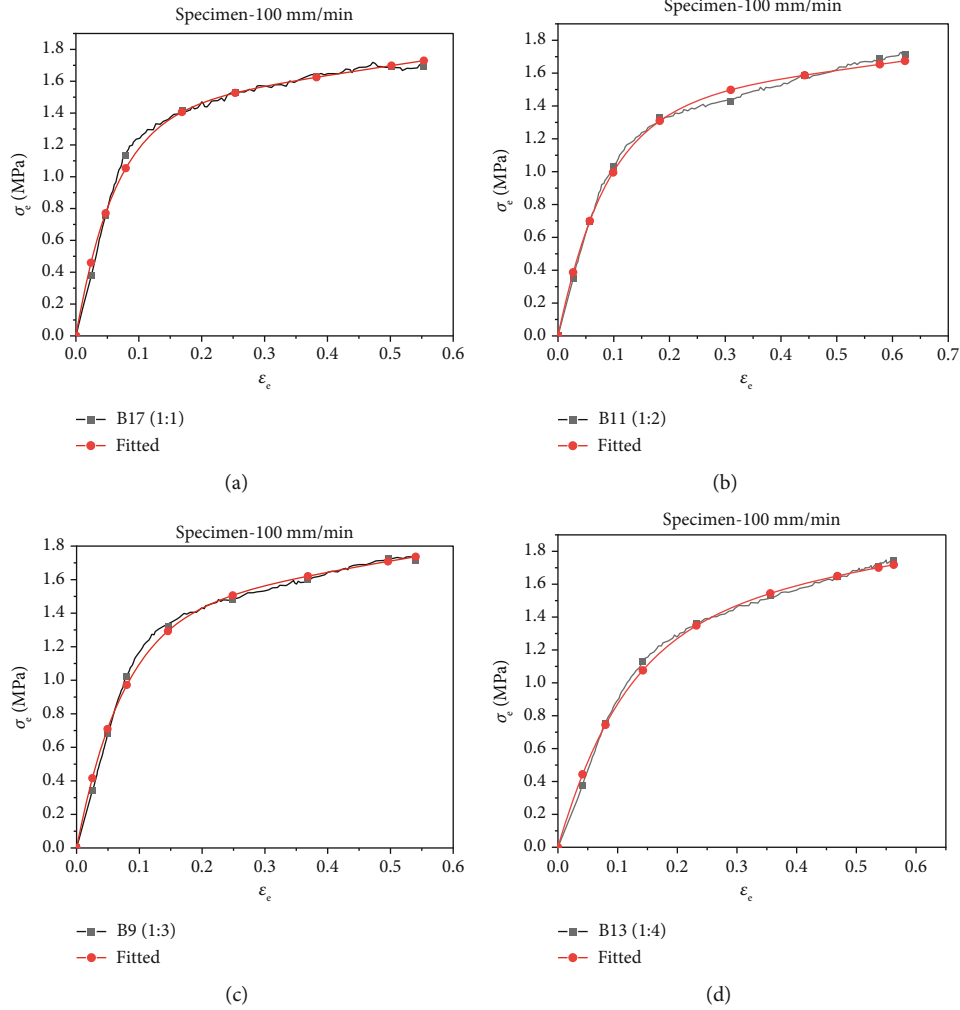 Specimen-100 mm/min
1.8
1.6
1.4
1.2
1.0
0.8
0.6
0.4
0.2
0.0
σe (MPa)
0.0 0.1 0.2 0.3 0.4 0.5 0.6
εe
B17 (1:1)
Fitted
(a)
Specimen-100 mm/min
1.8
1.6
1.4
1.2
1.0
0.8
0.6
0.4
0.2
0.0
σe (MPa)
0.0 0.1 0.2 0.3 0.4 0.5 0.6 0.7
εe
B11 (1:2)
Fitted
(b)
Specimen-100 mm/min
1.8
1.6
1.4
1.2
1.0
0.8
0.6
0.4
0.2
0.0
σe (MPa)
0.0 0.1 0.2 0.3 0.4 0.5 0.6
εe
B9 (1:3)
Fitted
(c)
Specimen-100 mm/min
1.8
1.6
1.4
1.2
1.0
0.8
0.6
0.4
0.2
0.0
σe (MPa)
0.0 0.1 0.2 0.3 0.4 0.5 0.6
εe
B13 (1:4)
Fitted
(d)